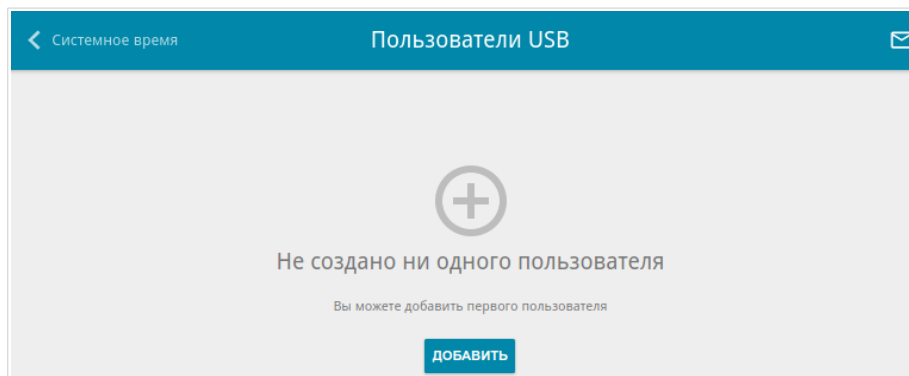 Системное время
Пользователи USB
Не создано ни одного пользователя
Вы можете добавить первого пользователя
ДОБАВИТЬ